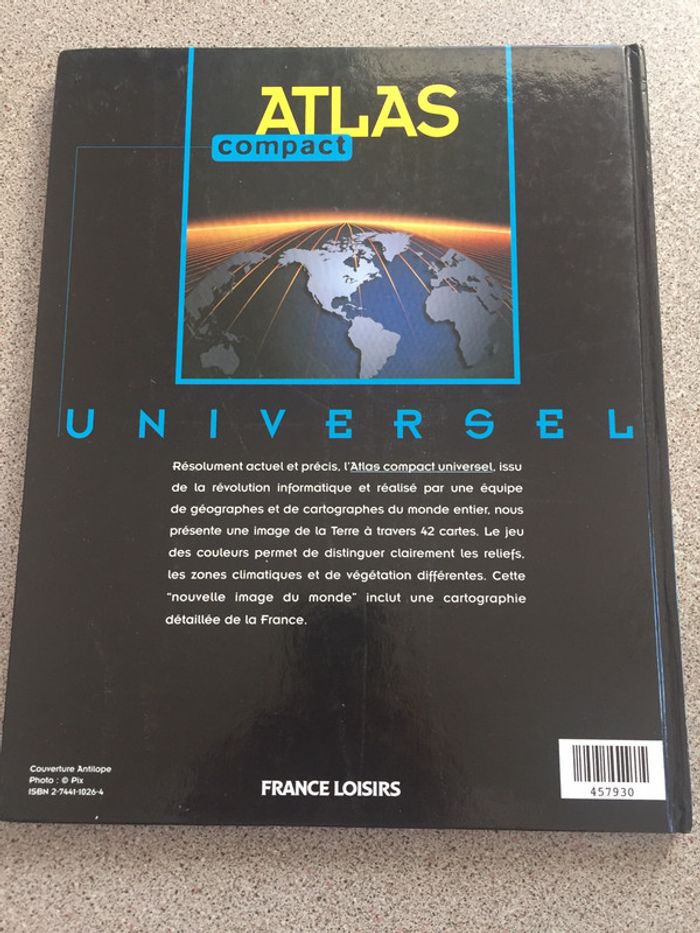 ATLAS
compact
UNIVERSEL
Résolument actuel et précis, l'Atlas compact universel, issu
de la révolution informatique et réalisé par une équipe
de géographes et de cartographes du monde entier, nous
présente une image de la Terre à travers 42 cartes. Le jeu
des couleurs permet de distinguer clairement les reliefs,
les zones climatiques et de végétation différentes. Cette
"nouvelle image du monde" inclut une cartographie
détaillée de la France.
Couverture Antilope
Photo : © Pix
ISBN 2-7441-1026-4
FRANCE LOISIRS
457930